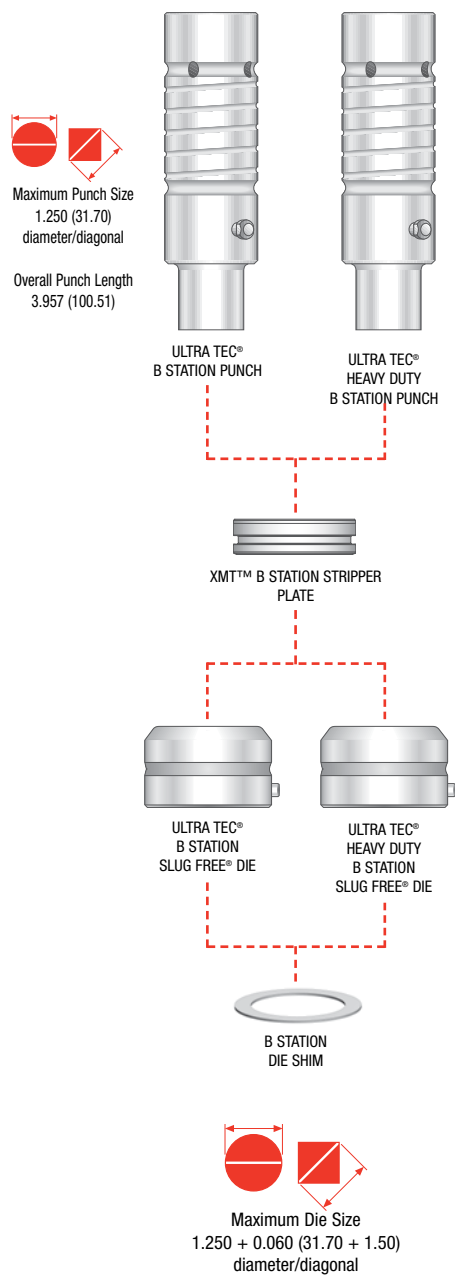 Maximum Punch Size
1.250 (31.70)
diameter/diagonal
Overall Punch Length
3.957 (100.51)
ULTRA TEC®
B STATION PUNCH
ULTRA TEC®
HEAVY DUTY
B STATION PUNCH
XMT™ B STATION STRIPPER
PLATE
ULTRA TEC®
B STATION
SLUG FREE® DIE
ULTRA TEC®
HEAVY DUTY
B STATION
SLUG FREE® DIE
B STATION
DIE SHIM
Maximum Die Size
1.250 + 0.060 (31.70 + 1.50)
diameter/diagonal